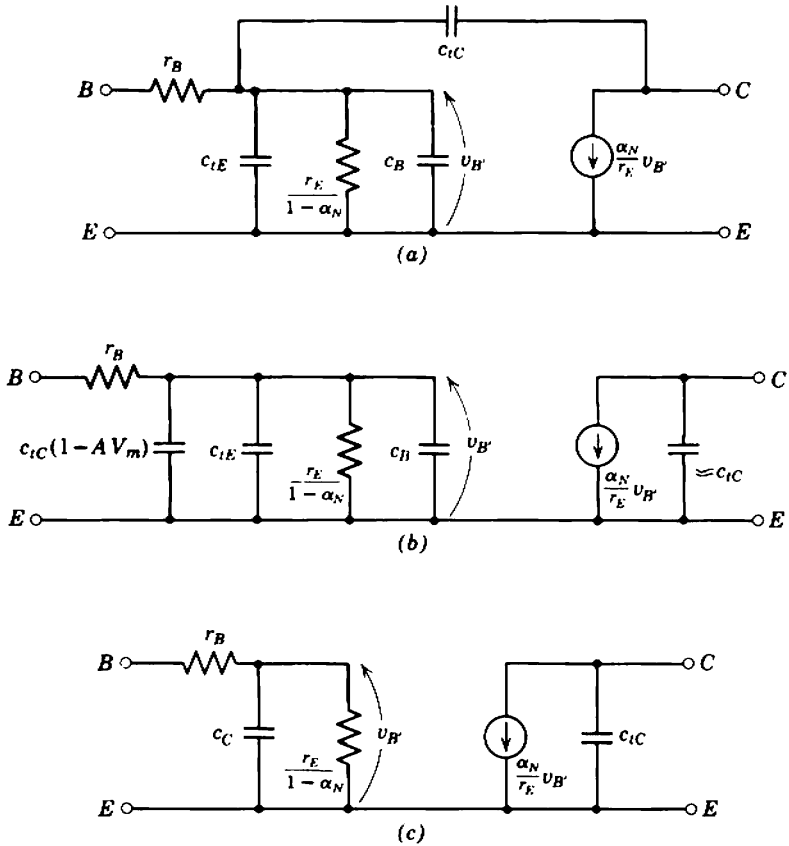 c_tC
r_B
B
C
c_tE
r_E / 1 − α_N
c_B
v_B'
α_N / r_E v_B'
E
E
(a)
r_B
B
C
c_tC(1 − AV_m)
c_tE
r_E / 1 − α_N
c_B
v_B'
α_N / r_E v_B'
≈c_tC
E
E
(b)
r_B
B
C
c_C
r_E / 1 − α_N
v_B'
α_N / r_E v_B'
c_tC
E
E
(c)